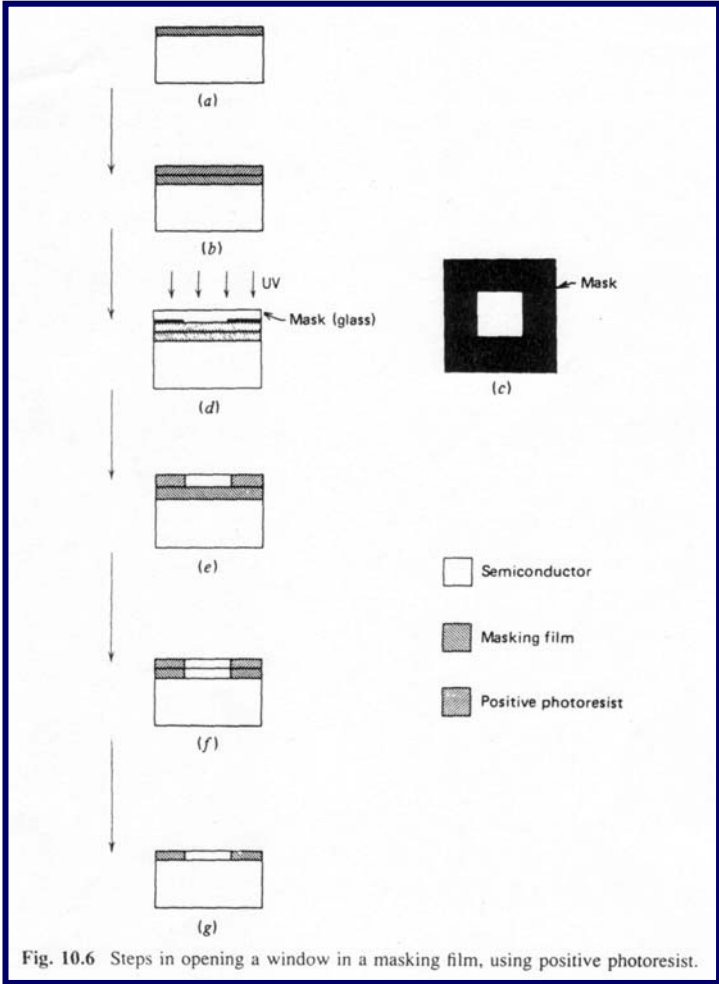 (a)
(b)
UV
Mask (glass)
(d)
Mask
(c)
(e)
Semiconductor
Masking film
(f)
Positive photoresist
(g)
Fig. 10.6 Steps in opening a window in a masking film, using positive photoresist.